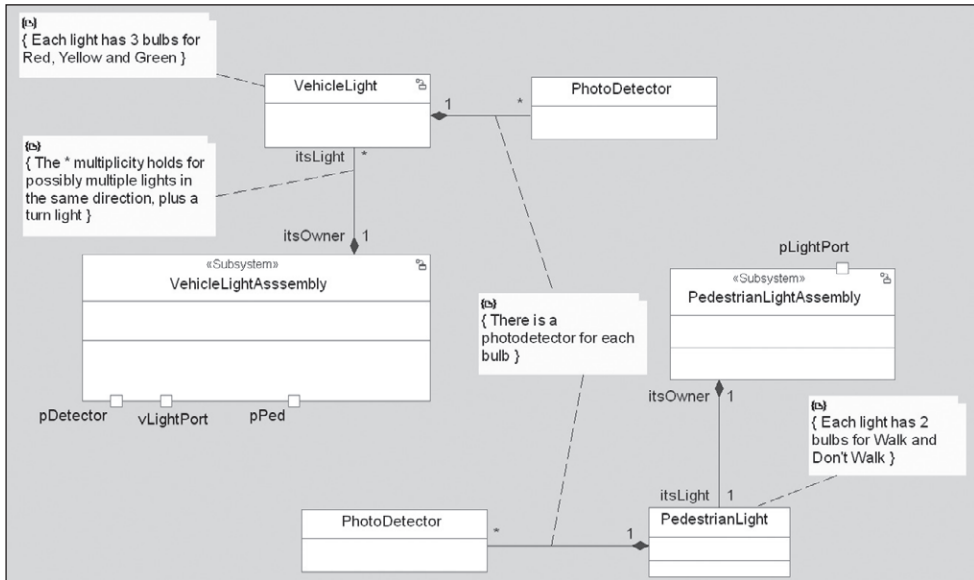 { Each light has 3 bulbs for
Red, Yellow and Green }
VehicleLight
1
*
PhotoDetector
{ The * multiplicity holds for
possibly multiple lights in
the same direction, plus a
turn light }
itsLight
*
itsOwner
1
«Subsystem»
VehicleLightAsssembly
pDetector
vLightPort
pPed
{ There is a
photodetector for each
bulb }
pLightPort
«Subsystem»
PedestrianLightAssembly
itsOwner
1
{ Each light has 2
bulbs for Walk and
Don't Walk }
itsLight
1
PedestrianLight
1
*
PhotoDetector